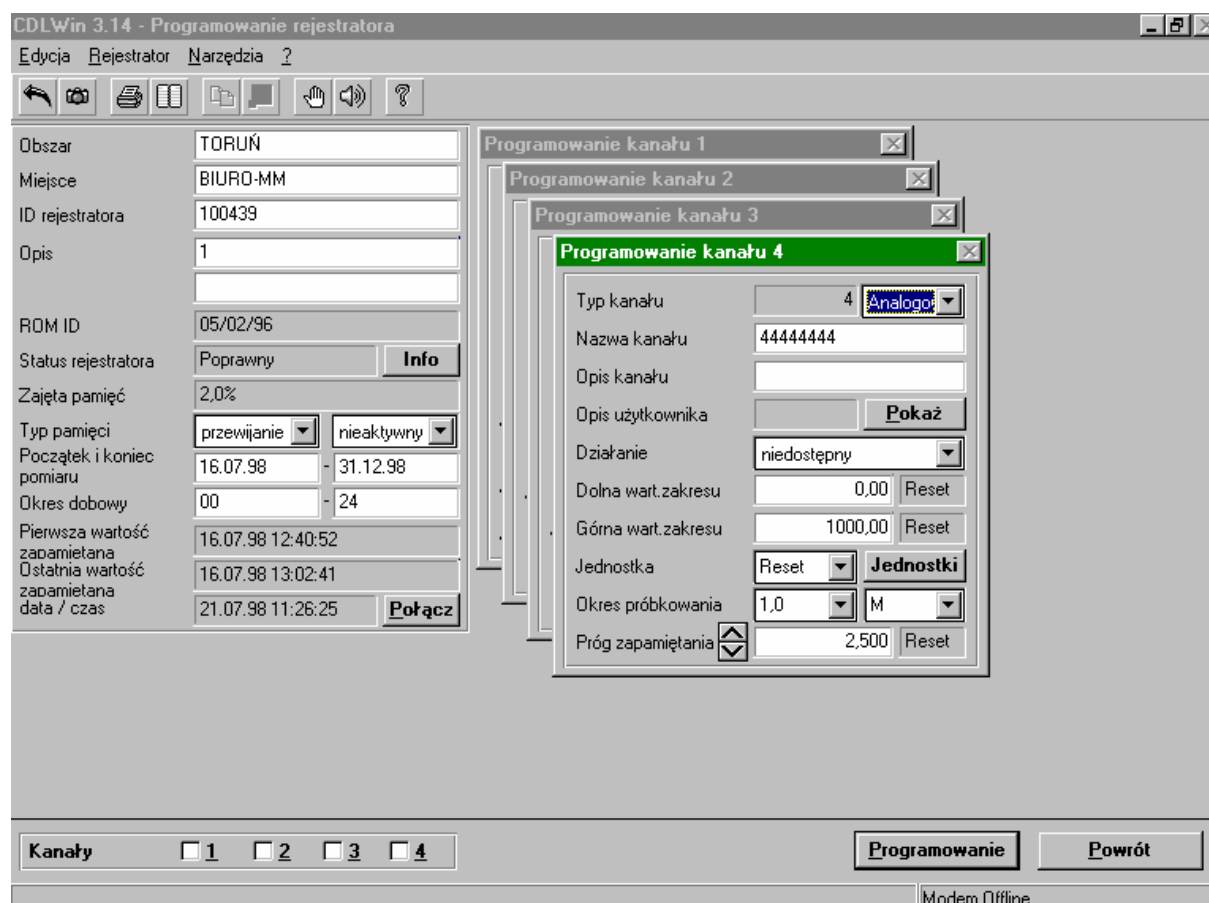 CDLWin 3.14 - Programowanie rejestratora
Edycja Rejestrator Narzędzia ?
Obszar TORUŃ
Miejsce BIURO-MM
ID rejestratora 100439
Opis 1
ROM ID 05/02/96
Status rejestratora Poprawny Info
Zajęta pamięć 2,0%
Typ pamięci przewijanie nieaktywny
Początek i koniec
pomiaru 16.07.98 - 31.12.98
Okres dobowy 00 - 24
Pierwsza wartość
zapamiętana 16.07.98 12:40:52
Ostatnia wartość
zapamiętana 16.07.98 13:02:41
data / czas 21.07.98 11:26:25 Połącz
Programowanie kanału 1
Programowanie kanału 2
Programowanie kanału 3
Programowanie kanału 4
Typ kanału 4 Analogo
Nazwa kanału 44444444
Opis kanału
Opis użytkownika Pokaż
Działanie niedostępny
Dolna wart.zakresu 0,00 Reset
Górna wart.zakresu 1000,00 Reset
Jednostka Reset Jednostki
Okres próbkowania 1,0 M
Próg zapamiętania 2,500 Reset
Kanały 1 2 3 4
Programowanie Powrót
Modem Offline